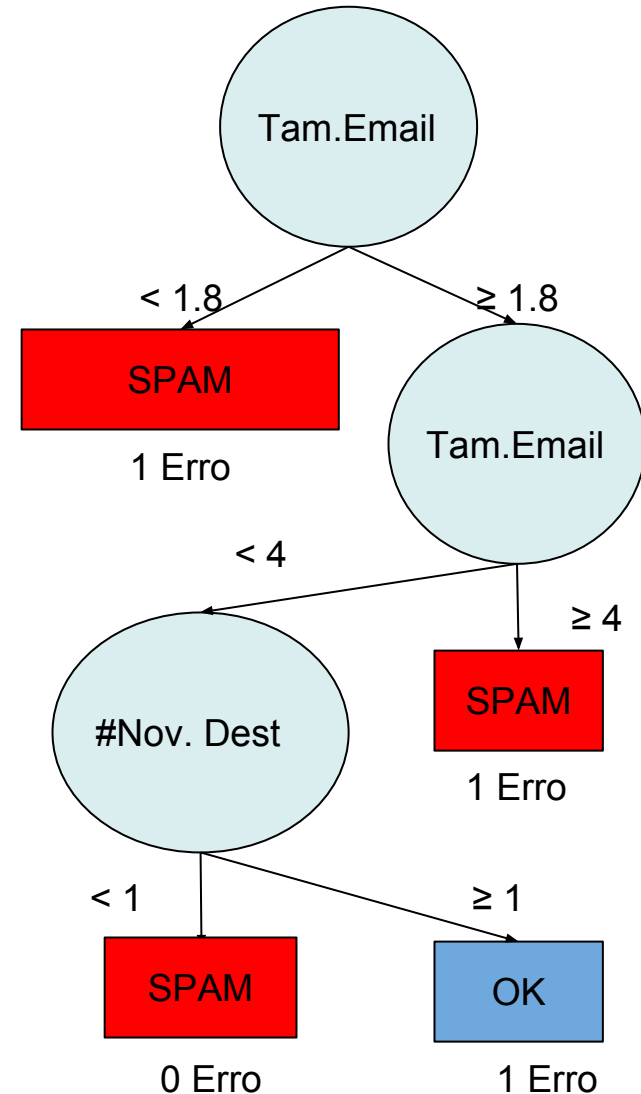 Tam.Email
< 1.8
≥ 1.8
SPAM
1 Erro
Tam.Email
< 4
≥ 4
#Nov. Dest
SPAM
1 Erro
< 1
≥ 1
SPAM
OK
0 Erro
1 Erro